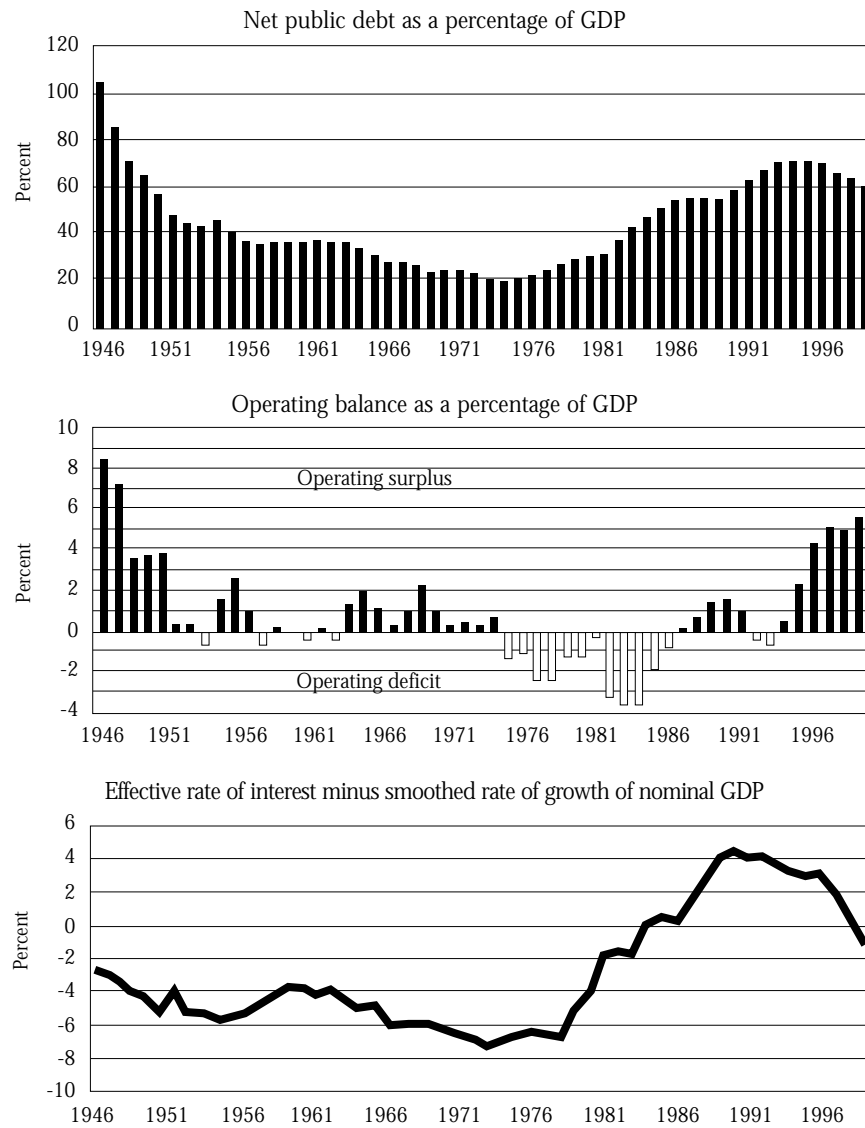 Net public debt as a percentage of GDP
120
100
80
60
40
20
0
Percent
1946 1951 1956 1961 1966 1971 1976 1981 1986 1991 1996
Operating balance as a percentage of GDP
10
8
6
4
2
0
-2
-4
Percent
Operating surplus
Operating deficit
1946 1951 1956 1961 1966 1971 1976 1981 1986 1991 1996
Effective rate of interest minus smoothed rate of growth of nominal GDP
6
4
2
0
-2
-4
-6
-8
-10
Percent
1946 1951 1956 1961 1966 1971 1976 1981 1986 1991 1996